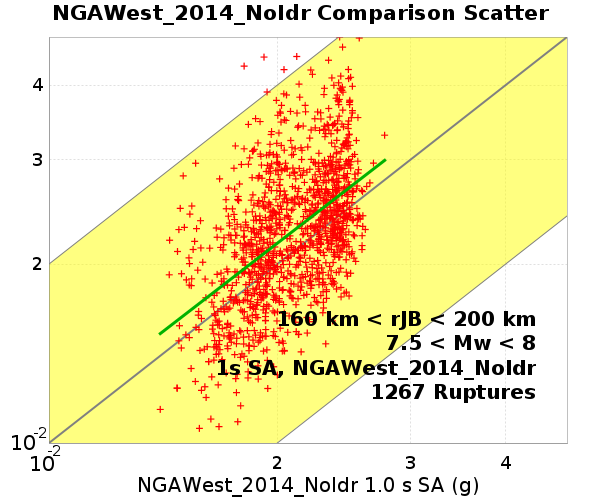 NGAWest_2014_NoIdr Comparison Scatter
4
3
2
10-2
10-2
2
3
4
160 km < rJB < 200 km
7.5 < Mw < 8
1s SA, NGAWest_2014_NoIdr
1267 Ruptures
NGAWest_2014_NoIdr 1.0 s SA (g)